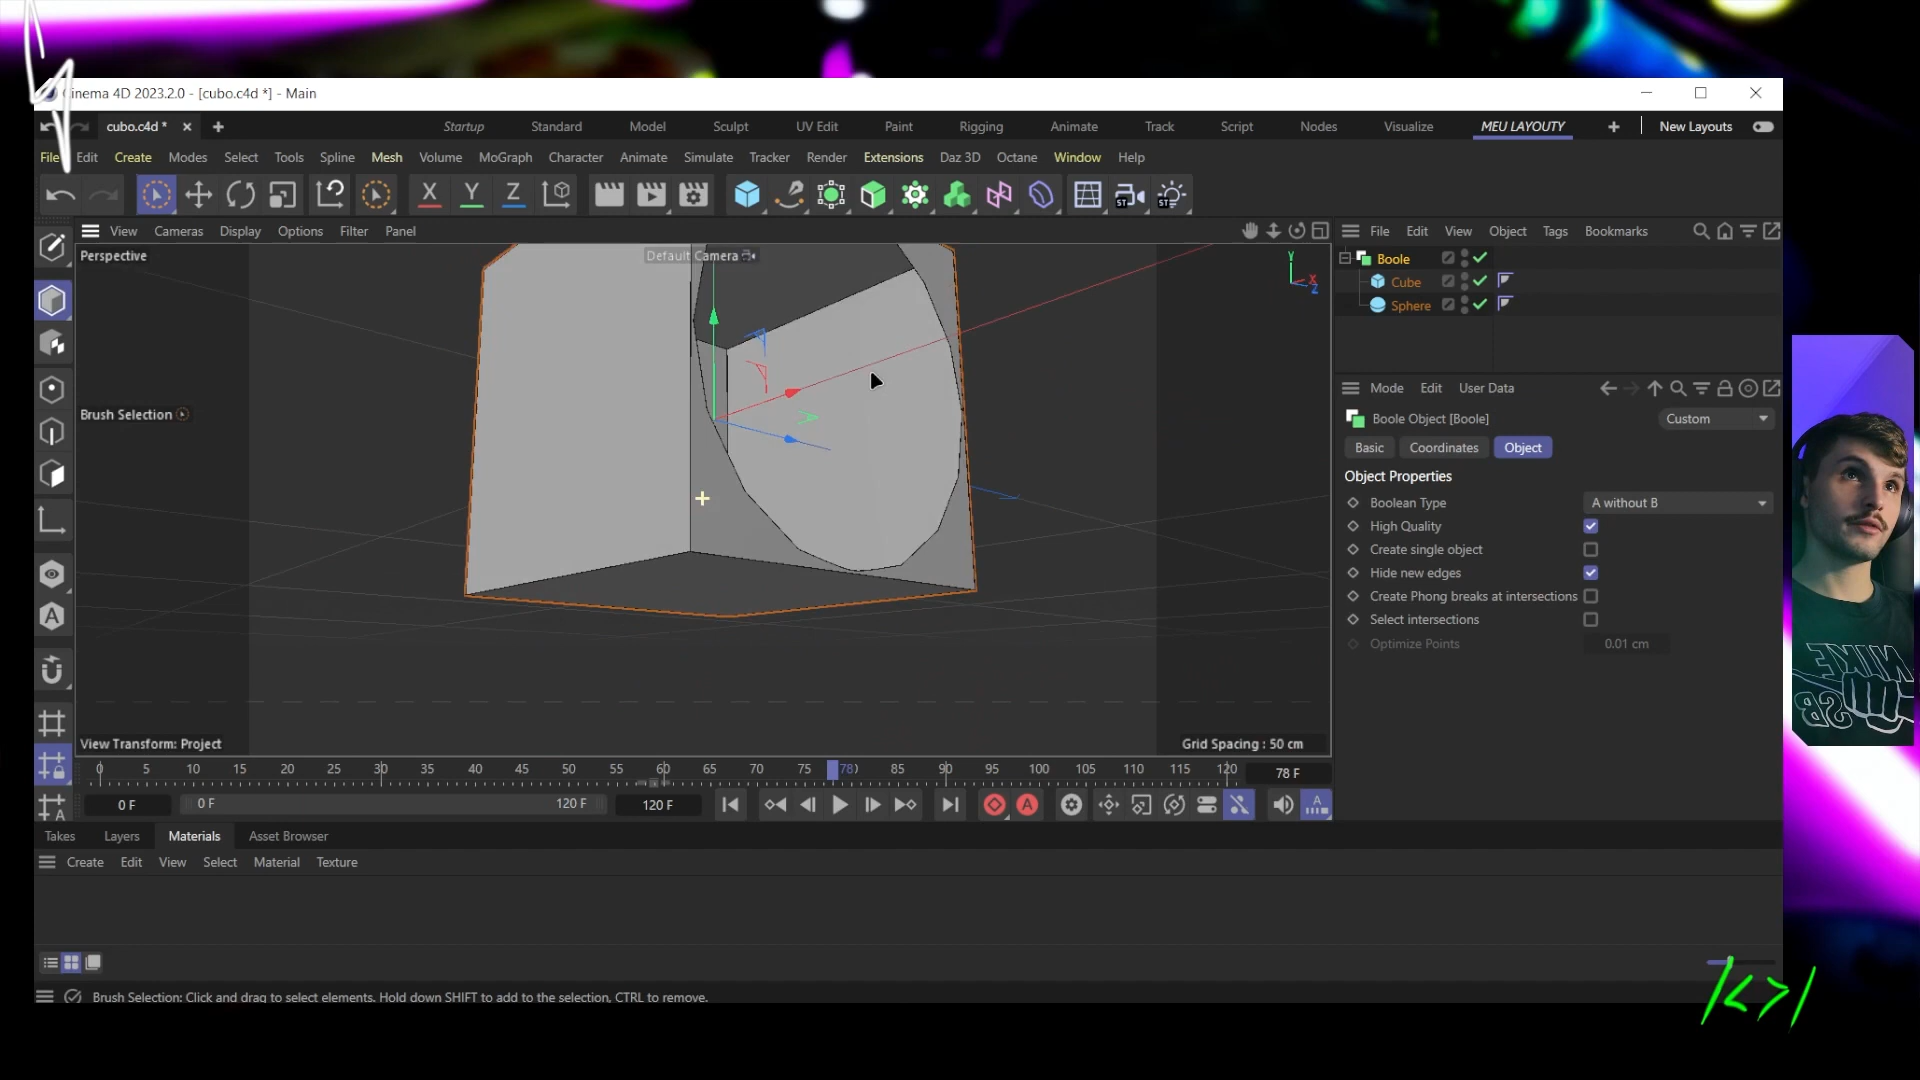 Cinema 4D 2023.2.0 - [cubo.c4d *] - Main
cubo.c4d *
Startup Standard Model Sculpt UV Edit Paint Rigging Animate Track Script Nodes Visualize MEU LAYOUTY New Layouts
File Edit Create Modes Select Tools Spline Mesh Volume MoGraph Character Animate Simulate Tracker Render Extensions Daz 3D Octane Window Help
X Y Z
View Cameras Display Options Filter Panel
Perspective
Default Camera
Y
X
Z
Brush Selection
View Transform: Project
Grid Spacing : 50 cm
0 5 10 15 20 25 30 35 40 45 50 55 60 65 70 75 78 85 90 95 100 105 110 115 120 78 F
0 F 0 F 120 F 120 F
Takes Layers Materials Asset Browser
Create Edit View Select Material Texture
Brush Selection: Click and drag to select elements. Hold down SHIFT to add to the selection, CTRL to remove.
File Edit View Object Tags Bookmarks
Boole
Cube
Sphere
Mode Edit User Data
Boole Object [Boole] Custom
Basic Coordinates Object
Object Properties
Boolean Type A without B
High Quality
Create single object
Hide new edges
Create Phong breaks at intersections
Select intersections
Optimize Points 0.01 cm
NIKE
SB